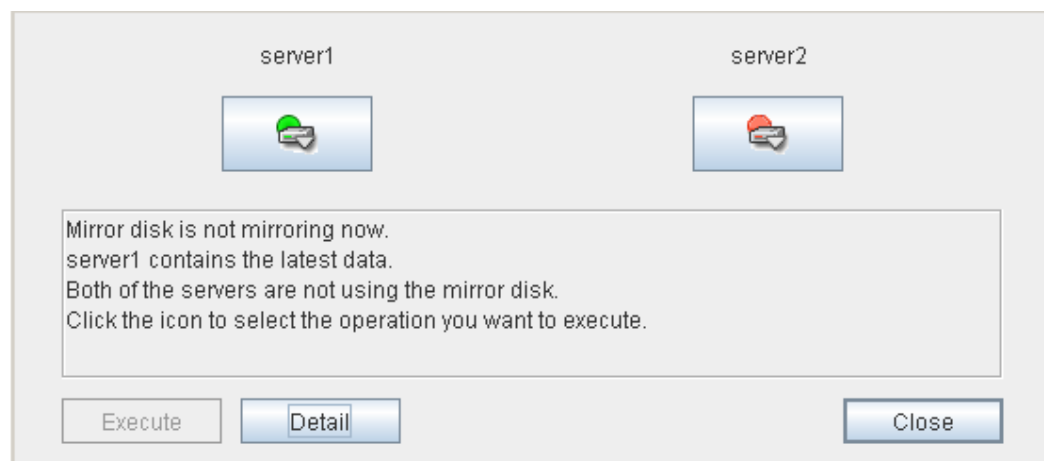 server1
server2
Mirror disk is not mirroring now.
server1 contains the latest data.
Both of the servers are not using the mirror disk.
Click the icon to select the operation you want to execute.
Execute
Detail
Close